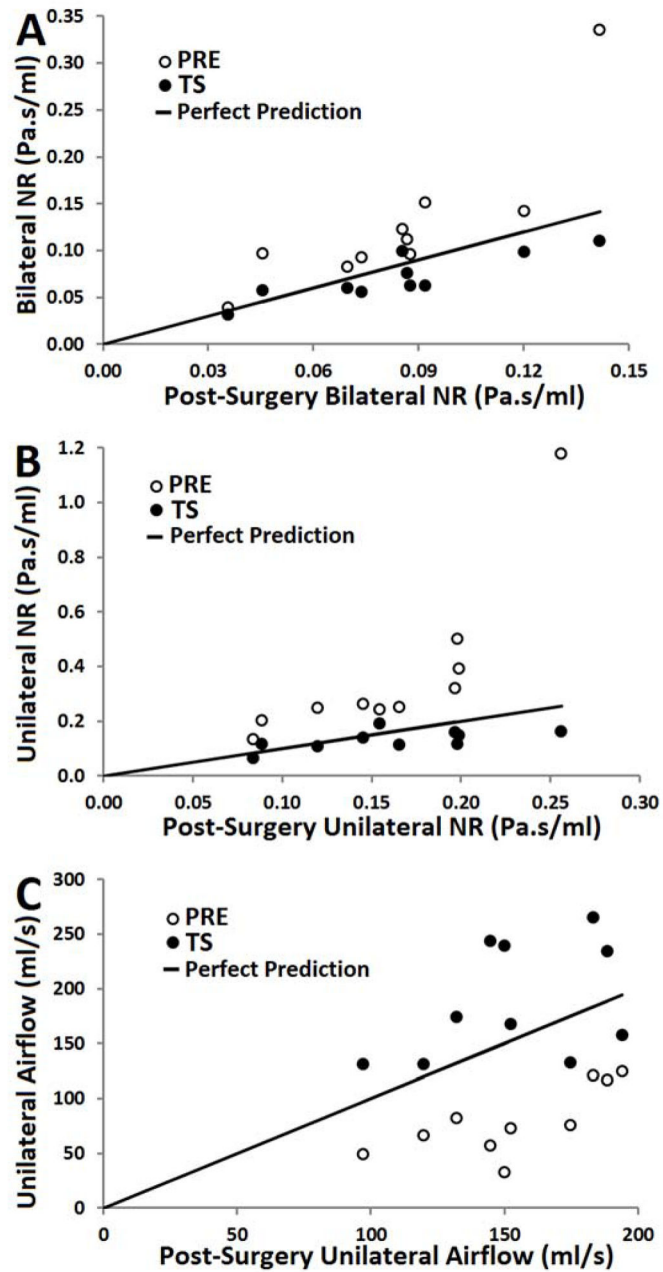 A
Bilateral NR (Pa.s/ml)
0.35
0.30
0.25
0.20
0.15
0.10
0.05
0.00
PRE
TS
Perfect Prediction
0.00 0.03 0.06 0.09 0.12 0.15
Post-Surgery Bilateral NR (Pa.s/ml)
B
Unilateral NR (Pa.s/ml)
1.2
1.0
0.8
0.6
0.4
0.2
0.0
PRE
TS
Perfect Prediction
0.00 0.05 0.10 0.15 0.20 0.25 0.30
Post-Surgery Unilateral NR (Pa.s/ml)
C
Unilateral Airflow (ml/s)
300
250
200
150
100
50
0
PRE
TS
Perfect Prediction
0 50 100 150 200
Post-Surgery Unilateral Airflow (ml/s)